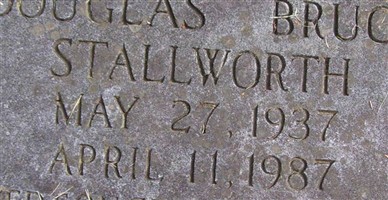 DOUGLAS BRUC
STALLWORTH
MAY 27, 1937
APRIL 11, 1987